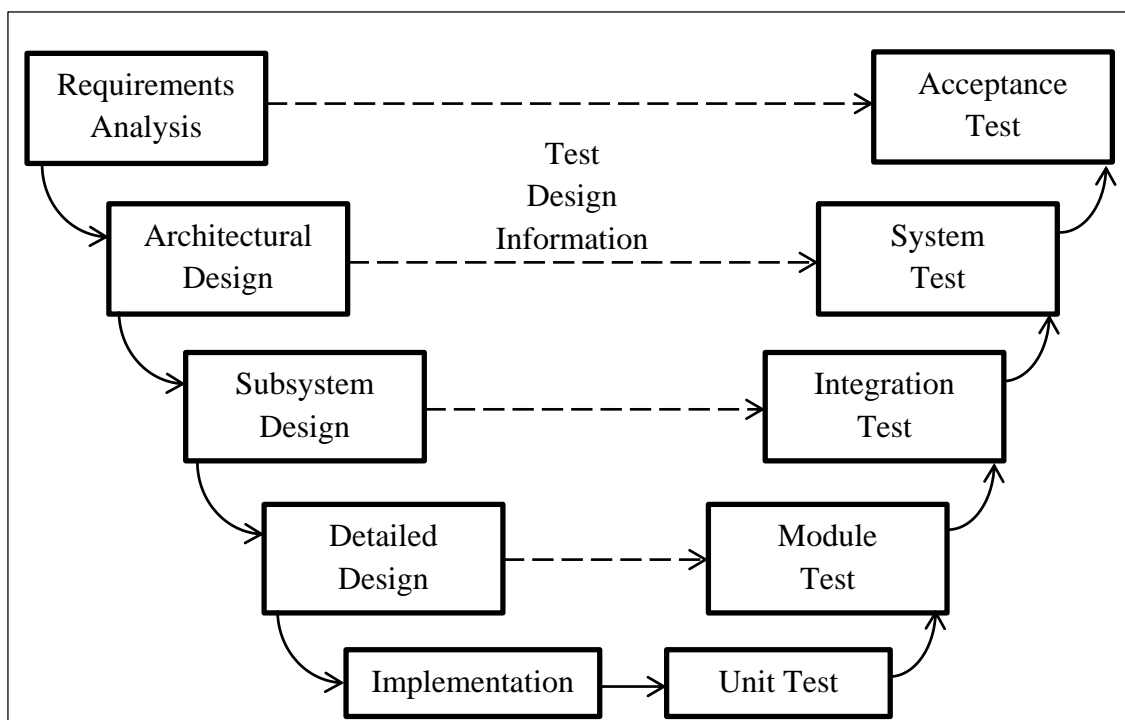 Requirements
Analysis
Acceptance
Test
Test
Design
Information
Architectural
Design
System
Test
Subsystem
Design
Integration
Test
Detailed
Design
Module
Test
Implementation
Unit Test